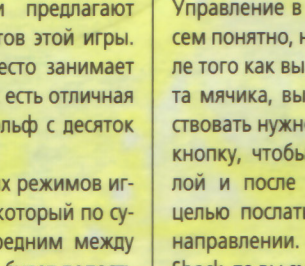 предлагают
тов этой игры.
есто занимает
есть отличная
льф с десяток
х режимов иг-
который по су-
редним между
Управление в
сем понятно, н
ле того как вы
та мячика, вы
ствовать нужн
кнопку, чтобы
лой и после
целью послать
направлении.